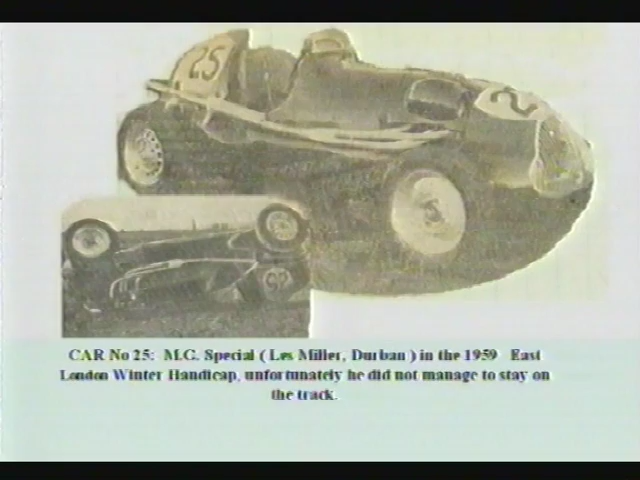 25
2
25
CAR No 25: M.G. Special ( Les Miller, Durban ) in the 1959 East
London Winter Handicap, unfortunately he did not manage to stay on
the track.